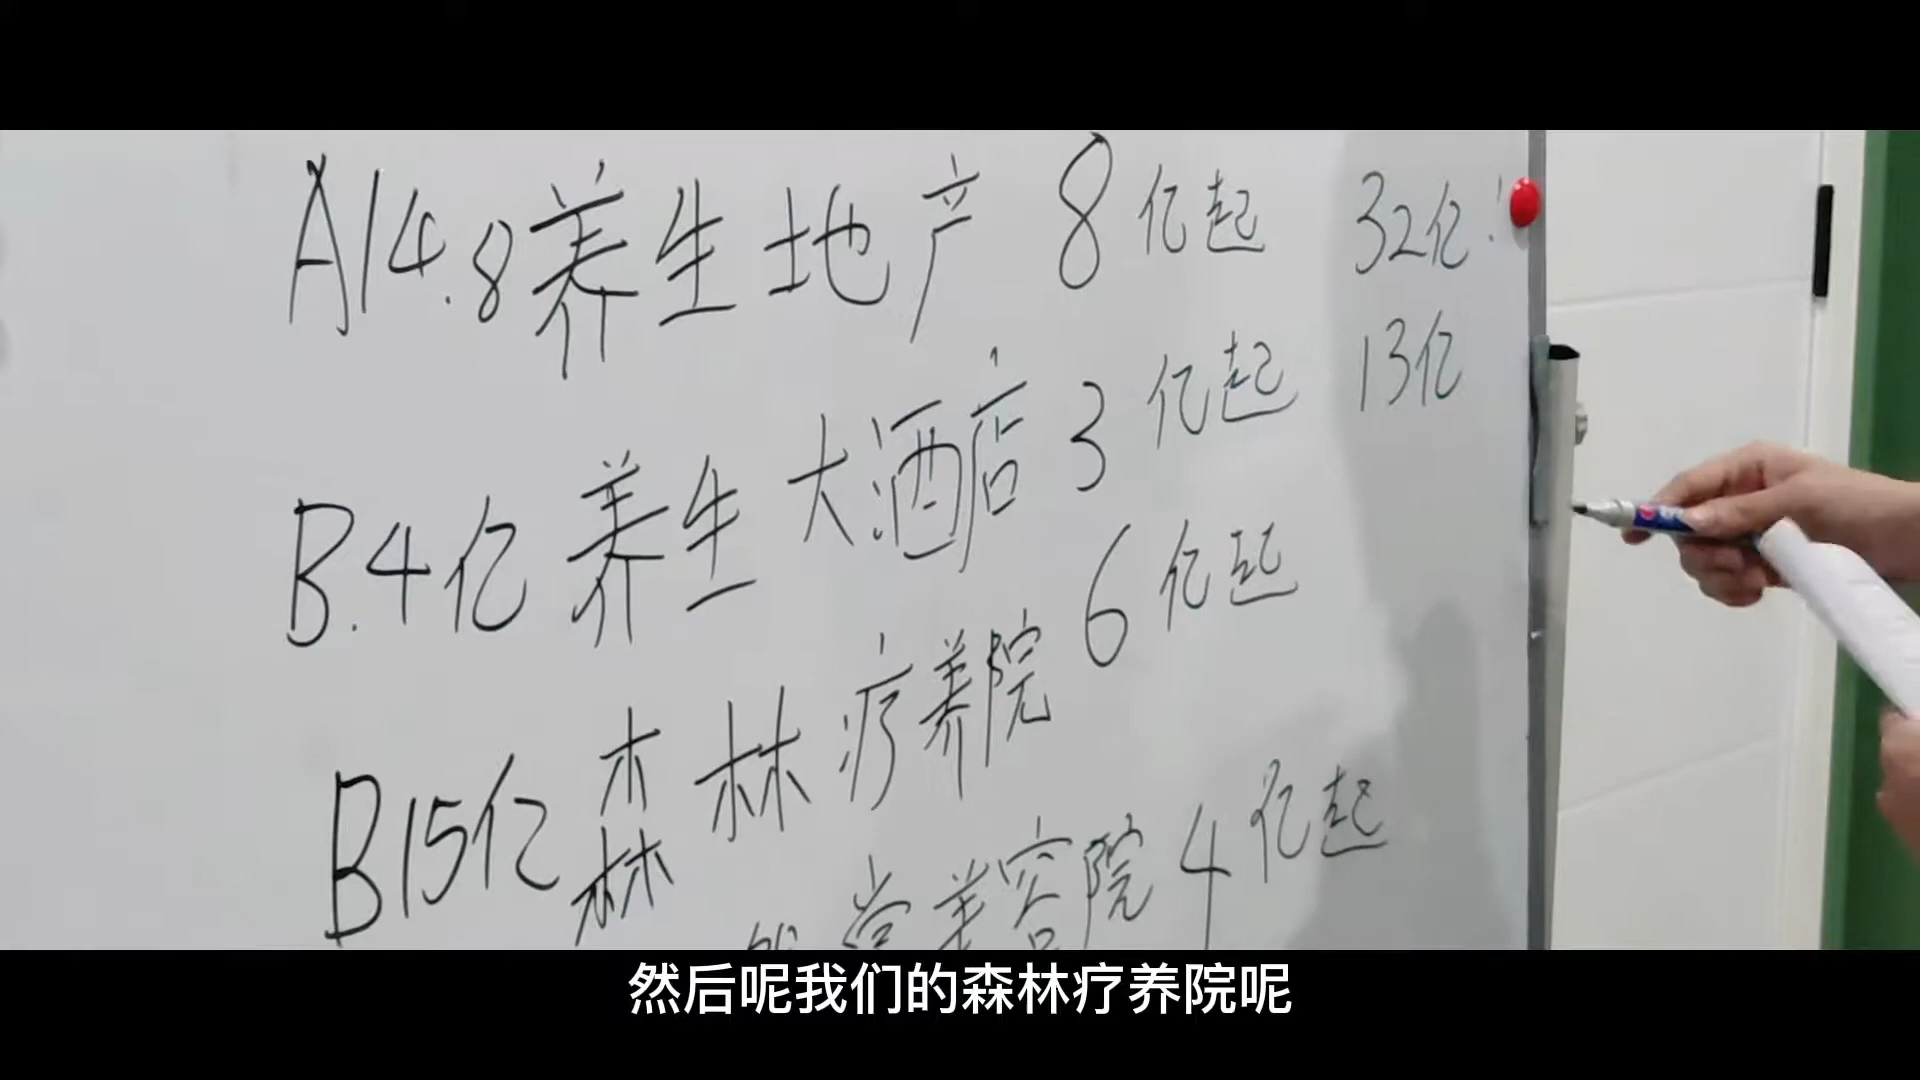 A14.8养生地产 8亿起 32亿!
B.4亿养生大酒店 3亿起 13亿
B15亿森林疗养院 6亿起
堂美容院 4亿起
然后呢我们的森林疗养院呢